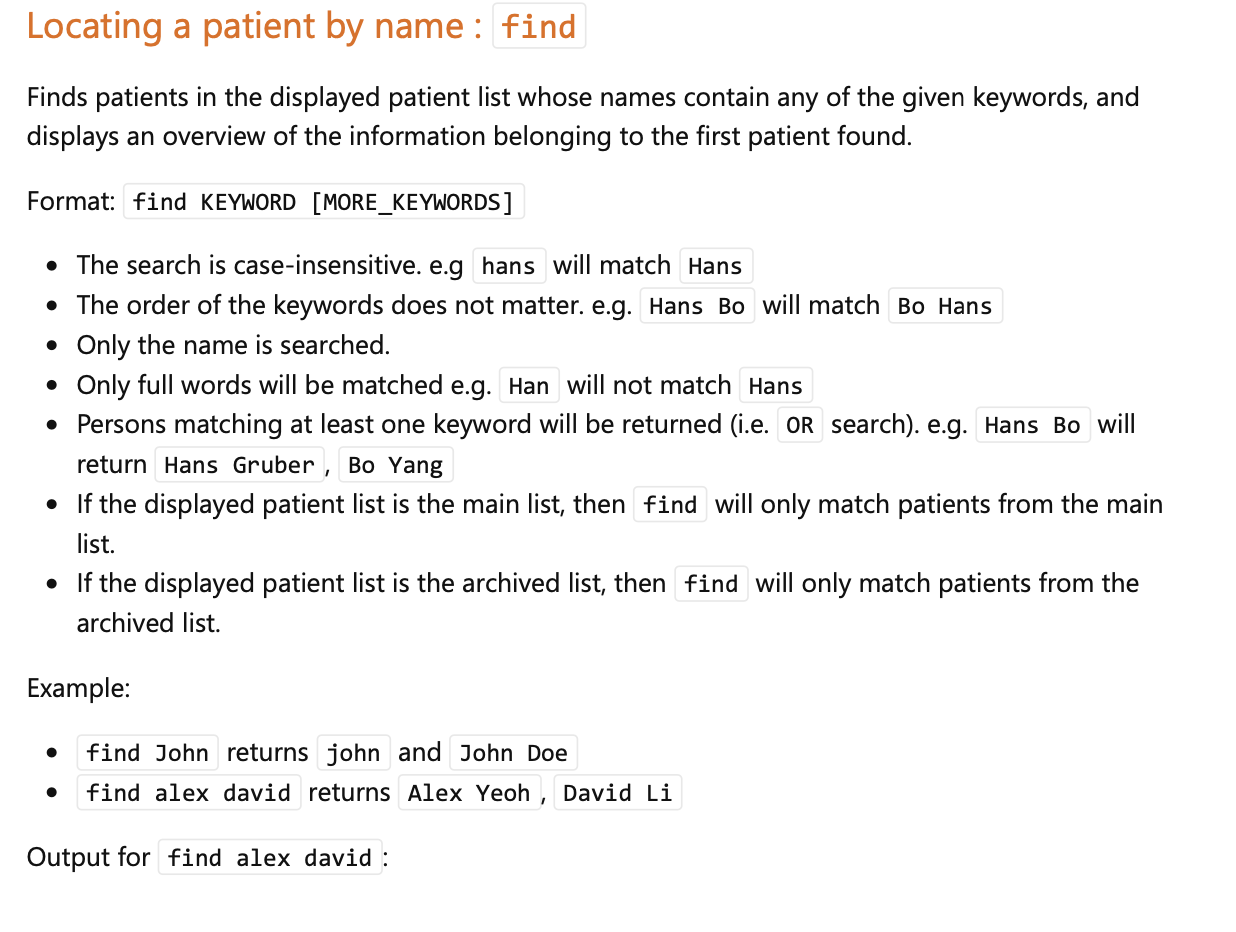 Locating a patient by name : find
Finds patients in the displayed patient list whose names contain any of the given keywords, and
displays an overview of the information belonging to the first patient found.
Format: find KEYWORD [MORE_KEYWORDS]
• The search is case-insensitive. e.g hans will match Hans
• The order of the keywords does not matter. e.g. Hans Bo will match Bo Hans
• Only the name is searched.
• Only full words will be matched e.g. Han will not match Hans
• Persons matching at least one keyword will be returned (i.e. OR search). e.g. Hans Bo will
return Hans Gruber, Bo Yang
• If the displayed patient list is the main list, then find will only match patients from the main
list.
• If the displayed patient list is the archived list, then find will only match patients from the
archived list.
Example:
• find John returns john and John Doe
• find alex david returns Alex Yeoh, David Li
Output for find alex david: